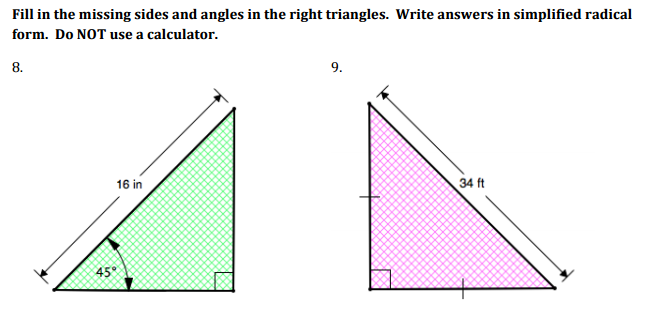 Fill in the missing sides and angles in the right triangles. Write answers in simplified radical
form. Do NOT use a calculator.
8.
9.
16 in
34 ft
45°